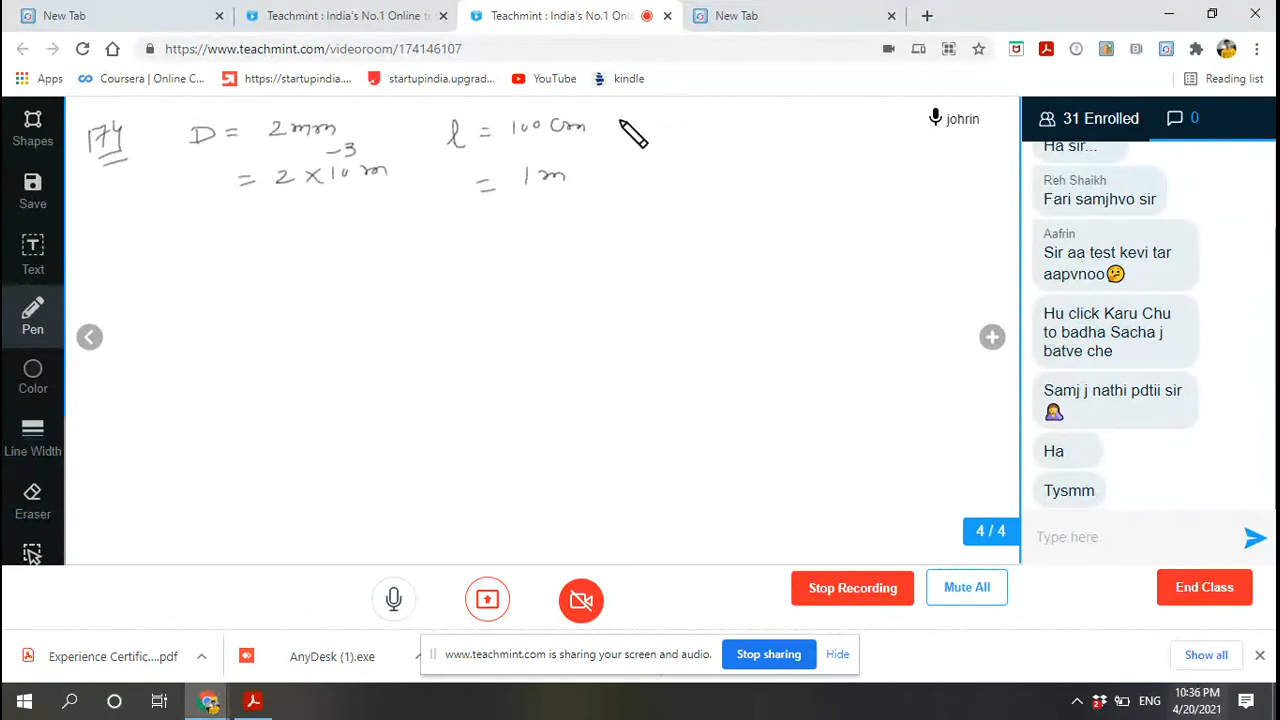 New Tab
Teachmint : India's No.1 Online t
Teachmint : India's No.1 Onli
New Tab
https://www.teachmint.com/videoroom/174146107
Apps
Coursera | Online C...
https://startupindia....
startupindia.upgrad...
YouTube
kindle
Reading list
Shapes
Save
Text
Pen
Color
Line Width
Eraser
174
D = 2mm
= 2 × 10⁻³ m
l = 100 cm
= 1 m
johrin
4 / 4
31 Enrolled
0
Ha sir...
Reh Shaikh
Fari samjhvo sir
Aafrin
Sir aa test kevi tar
aapvnoo🤔
Hu click Karu Chu
to badha Sacha j
batve che
Samj j nathi pdtii sir
🤦‍♀️
Ha
Tysmm
Type here.
Stop Recording
Mute All
End Class
Experience Certific....pdf
AnyDesk (1).exe
www.teachmint.com is sharing your screen and audio.
Stop sharing
Hide
Show all
ENG
10:36 PM
4/20/2021